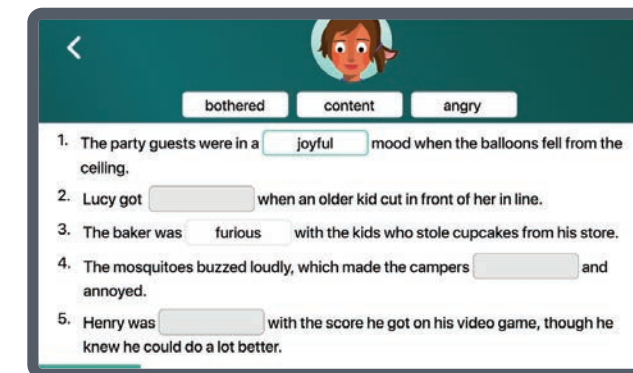 bothered content angry
1. The party guests were in a joyful mood when the balloons fell from the
ceiling.
2. Lucy got when an older kid cut in front of her in line.
3. The baker was furious with the kids who stole cupcakes from his store.
4. The mosquitoes buzzed loudly, which made the campers and
annoyed.
5. Henry was with the score he got on his video game, though he
knew he could do a lot better.